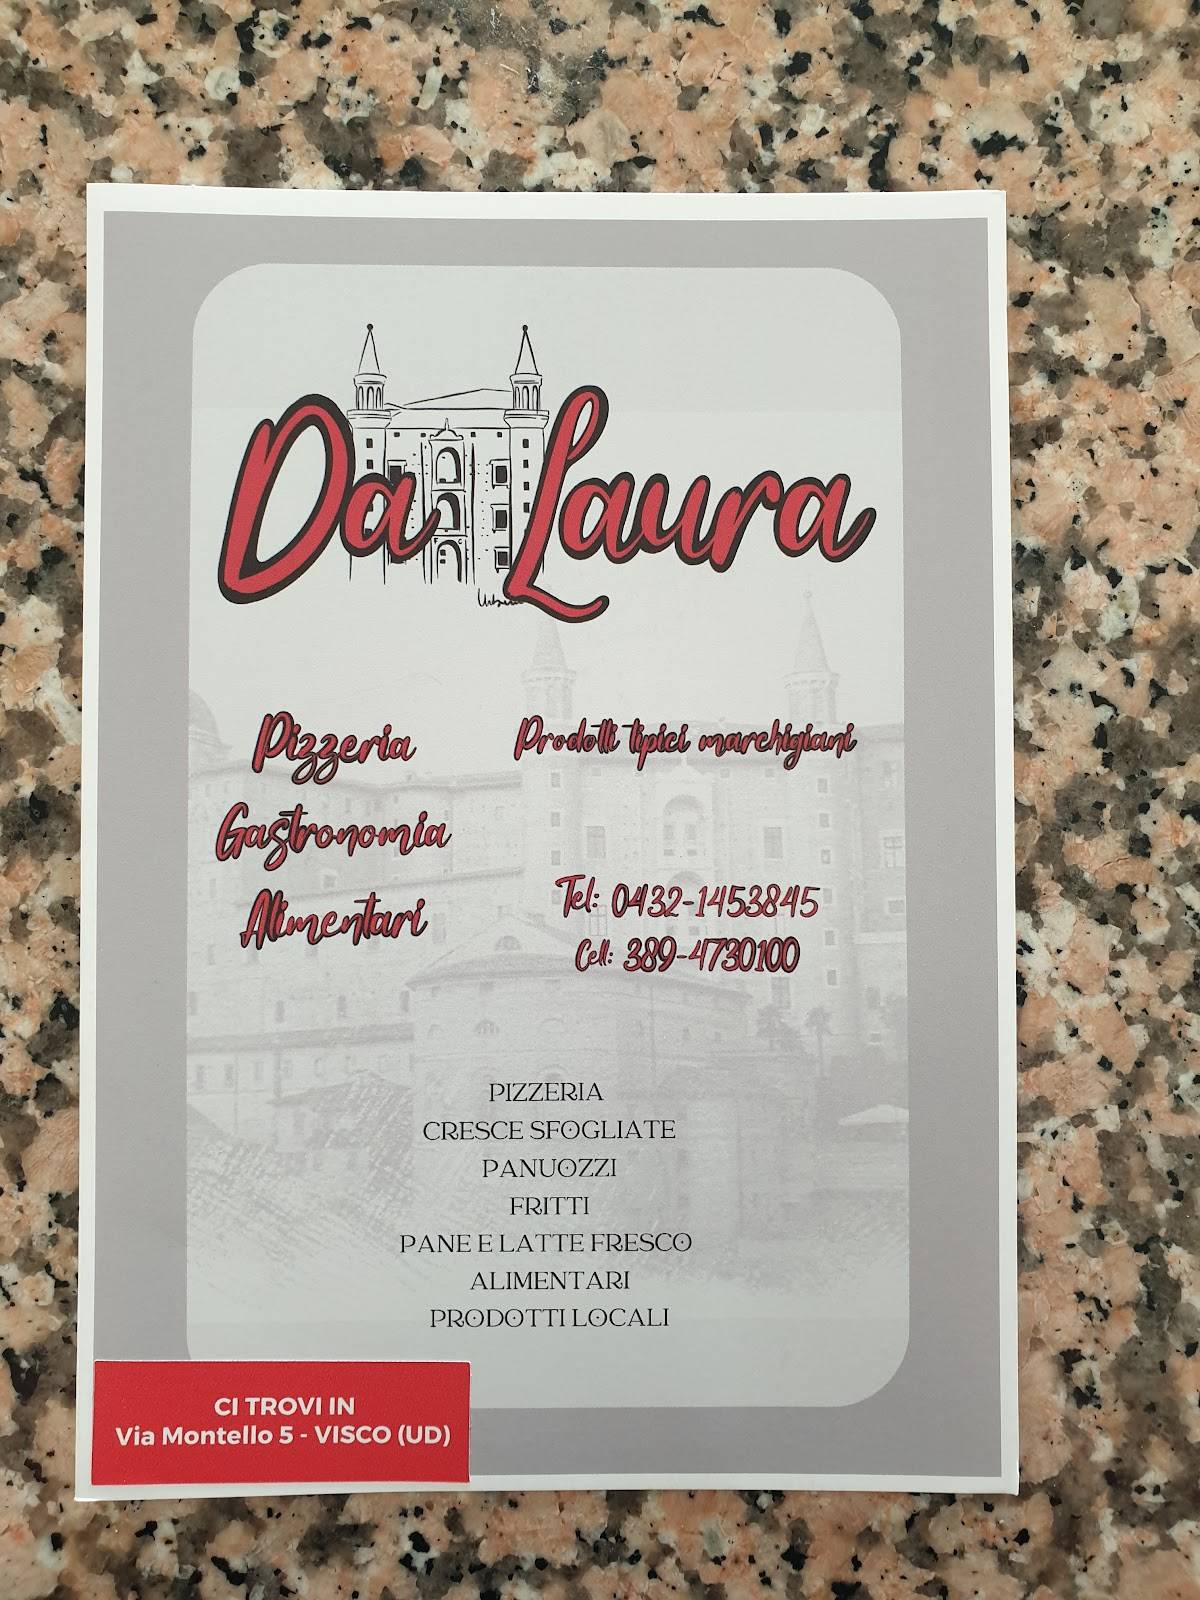 Da Laura
Urbino
Pizzeria
Gastronomia
Alimentari
Prodotti tipici marchigiani
Tel: 0432-1453845
Cell: 389-4730100
PIZZERIA
CRESCE SFOGLIATE
PANUOZZI
FRITTI
PANE E LATTE FRESCO
ALIMENTARI
PRODOTTI LOCALI
CI TROVI IN
Via Montello 5 - VISCO (UD)